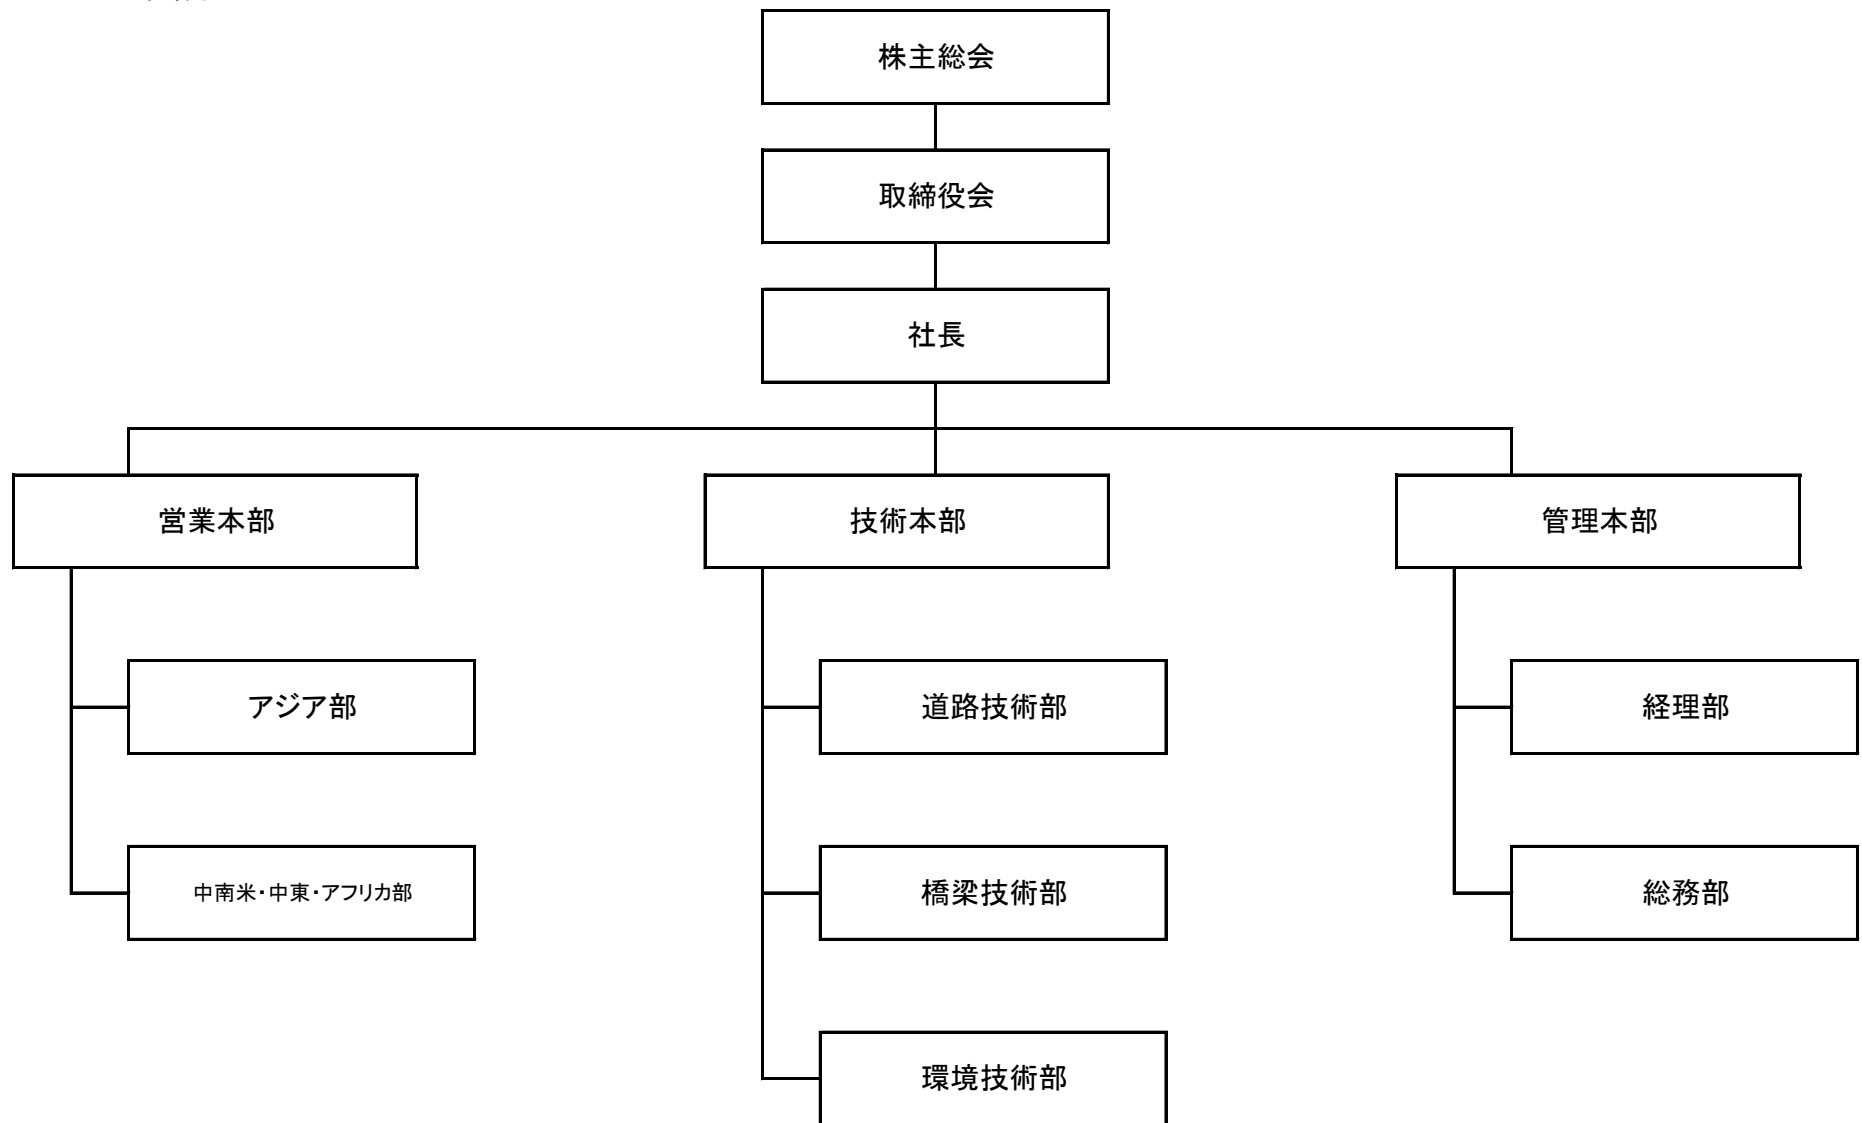 株主総会
取締役会
社長
営業本部
技術本部
管理本部
アジア部
道路技術部
経理部
中南米・中東・アフリカ部
橋梁技術部
総務部
環境技術部